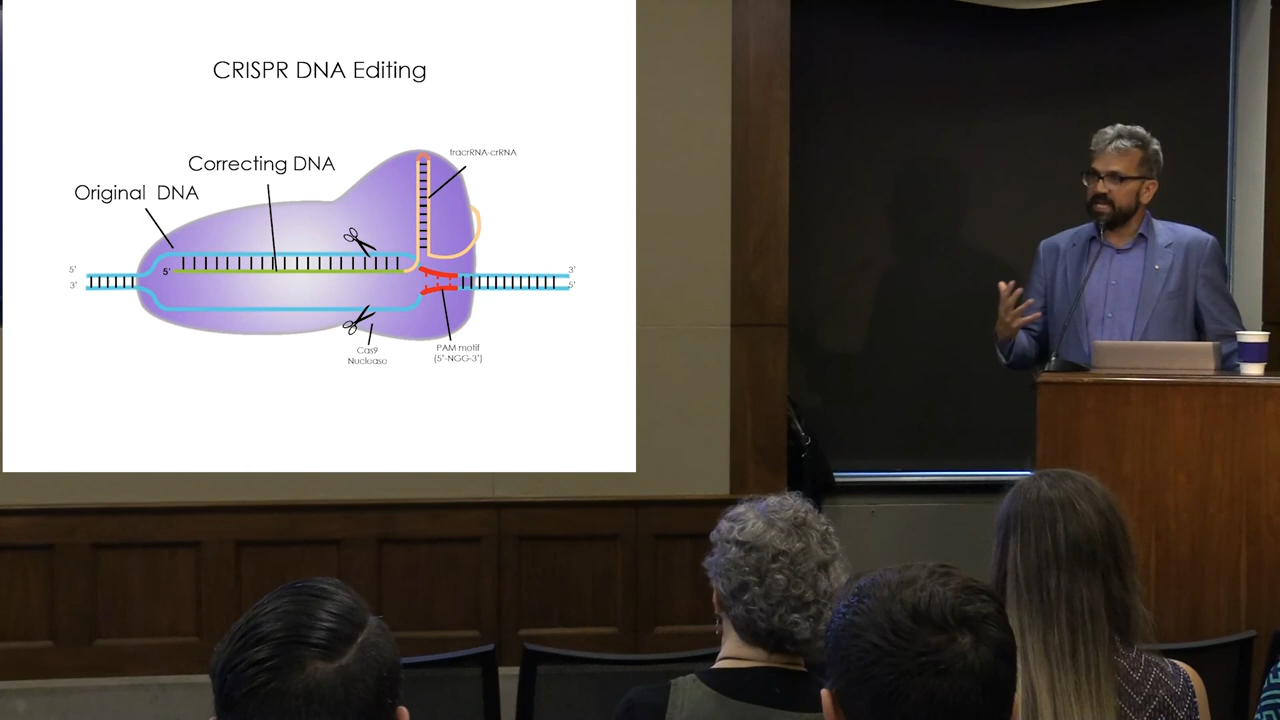 CRISPR DNA Editing
tracrRNA-crRNA
Correcting DNA
Original DNA
5'
3'
5'
3'
5'
Cas9
Nuclease
PAM motif
(5'-NGG-3')